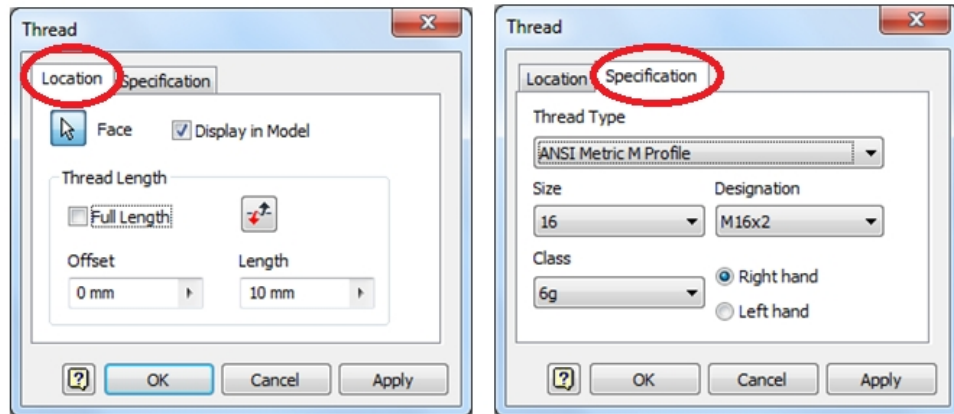 Thread
Location Specification
Face Display in Model
Thread Length
Full Length
Offset Length
0 mm 10 mm
? OK Cancel Apply
Thread
Location Specification
Thread Type
ANSI Metric M Profile
Size Designation
16 M16x2
Class
6g
Right hand
Left hand
? OK Cancel Apply